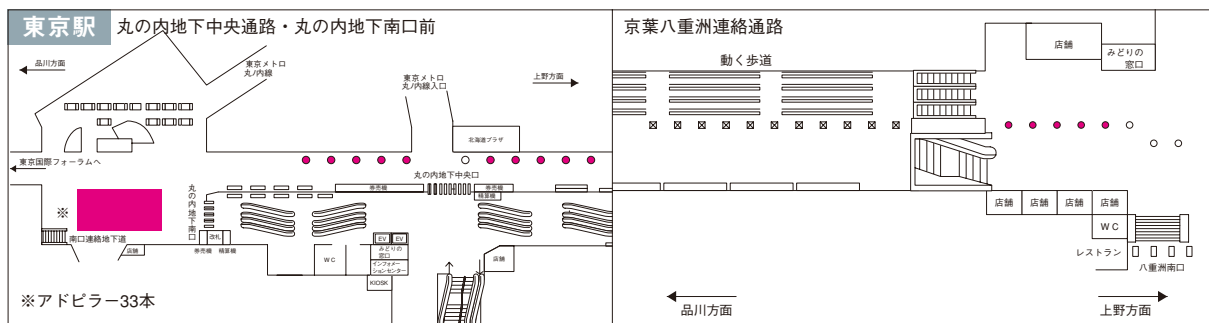 東京駅
丸の内地下中央通路・丸の内地下南口前
品川方面
東京メトロ
丸ノ内線
東京メトロ
丸ノ内線入口
上野方面
北海道プラザ
東京国際フォーラムへ
丸の内地下中央口
券売機
券売機
精算機
丸の内地下南口
※
南口連絡地下道
店舗
改札
券売機
精算機
WC
EV
EV
みどりの
窓口
インフォメー
ションセンター
KIOSK
店舗
※アドピラー33本
京葉八重洲連絡通路
動く歩道
店舗
みどりの
窓口
店舗
店舗
店舗
店舗
WC
レストラン
八重洲南口
品川方面
上野方面